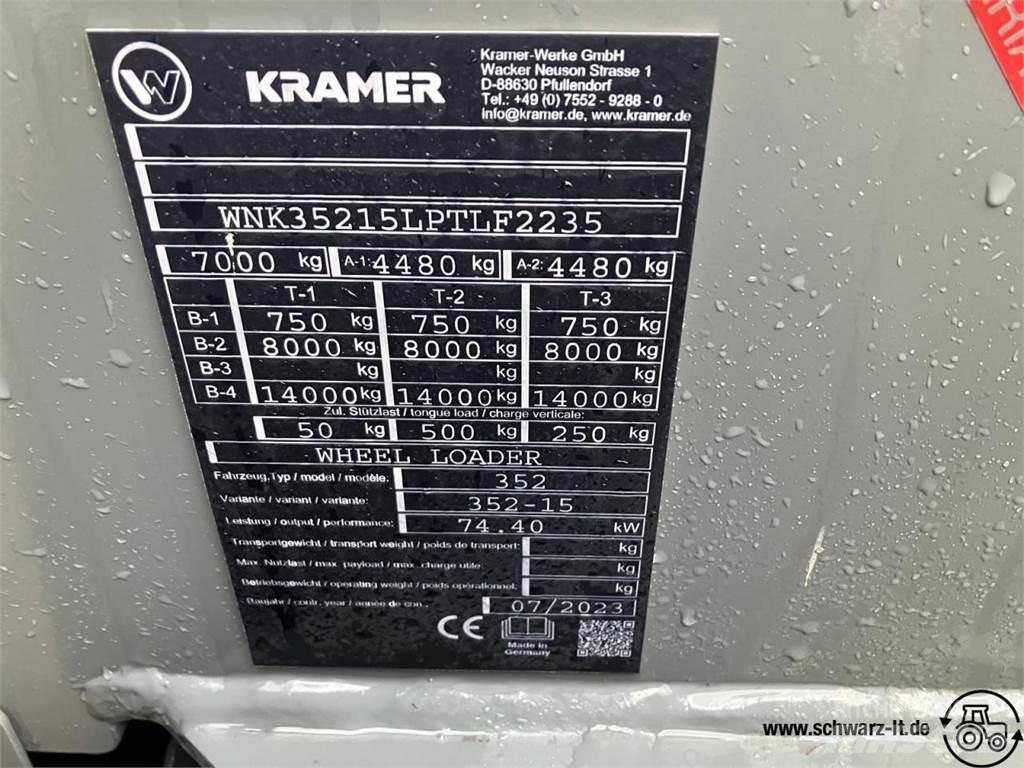 KRAMER
Kramer-Werke GmbH
Wacker Neuson Strasse 1
D-88630 Pfullendorf
Tel.: +49 (0) 7552 - 9288 - 0
info@kramer.de, www.kramer.de
WNK35215LPTLF2235
7000 kg A-1: 4480 kg A-2: 4480 kg
T-1 T-2 T-3
B-1 750 kg 750 kg 750 kg
B-2 8000 kg 8000 kg 8000 kg
B-3 kg kg kg
B-4 14000 kg 14000 kg 14000 kg
Zul. Stützlast / tongue load / charge verticale:
50 kg 500 kg 250 kg
WHEEL LOADER
Fahrzeug.Typ / model / modèle: 352
Variante / variant / variante: 352-15
Leistung / output / performance: 74.40 kW
Transportgewicht / transport weight / poids de transport: kg
Max. Nutzlast / max. payload / max. charge utile kg
Betriebsgewicht / operating weight / poids opérationnel: kg
Baujahr / contr. year / année de con.: 07/2023
CE
Made in
Germany
www.schwarz-lt.de